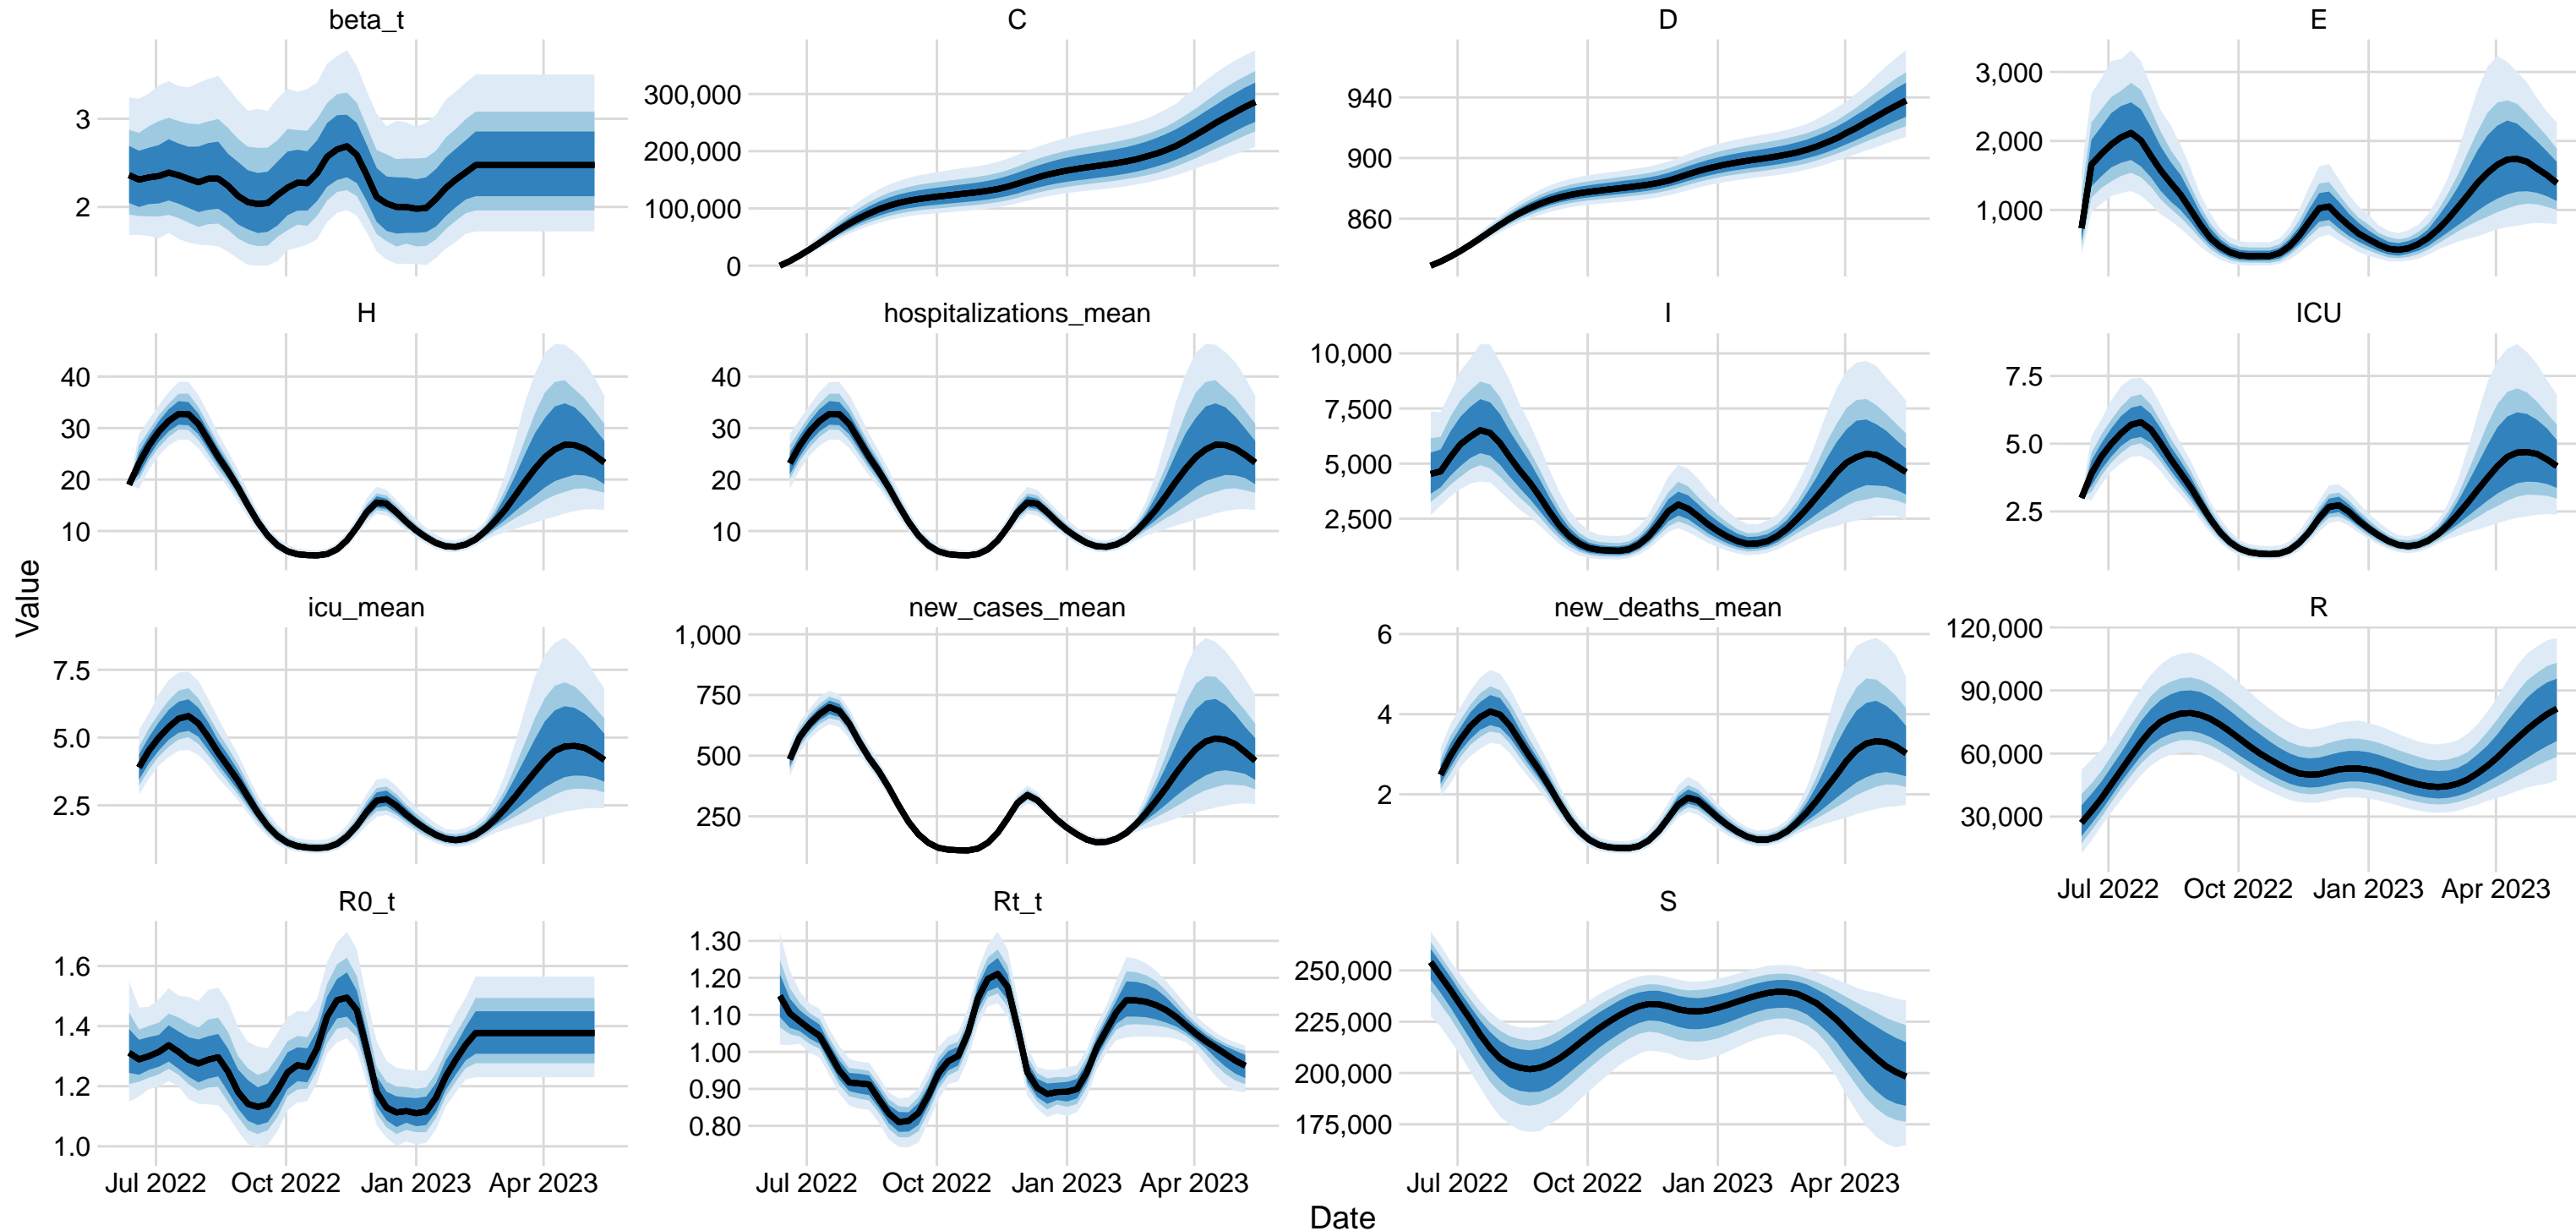 beta_t
C
D
E
3
2
300,000
200,000
100,000
0
940
900
860
3,000
2,000
1,000
H
hospitalizations_mean
I
ICU
40
30
20
10
40
30
20
10
10,000
7,500
5,000
2,500
7.5
5.0
2.5
Value
icu_mean
new_cases_mean
new_deaths_mean
R
7.5
5.0
2.5
1,000
750
500
250
6
4
2
120,000
90,000
60,000
30,000
Jul 2022 Oct 2022 Jan 2023 Apr 2023
R0_t
Rt_t
S
1.6
1.4
1.2
1.0
1.30
1.20
1.10
1.00
0.90
0.80
250,000
225,000
200,000
175,000
Jul 2022 Oct 2022 Jan 2023 Apr 2023
Jul 2022 Oct 2022 Jan 2023 Apr 2023
Jul 2022 Oct 2022 Jan 2023 Apr 2023
Date